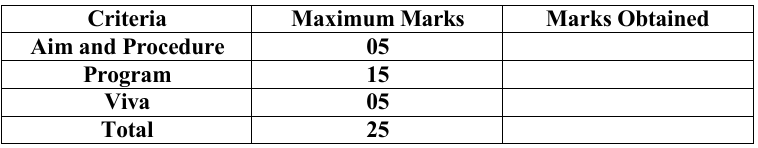 Criteria Maximum Marks Marks Obtained
Aim and Procedure 05
Program 15
Viva 05
Total 25